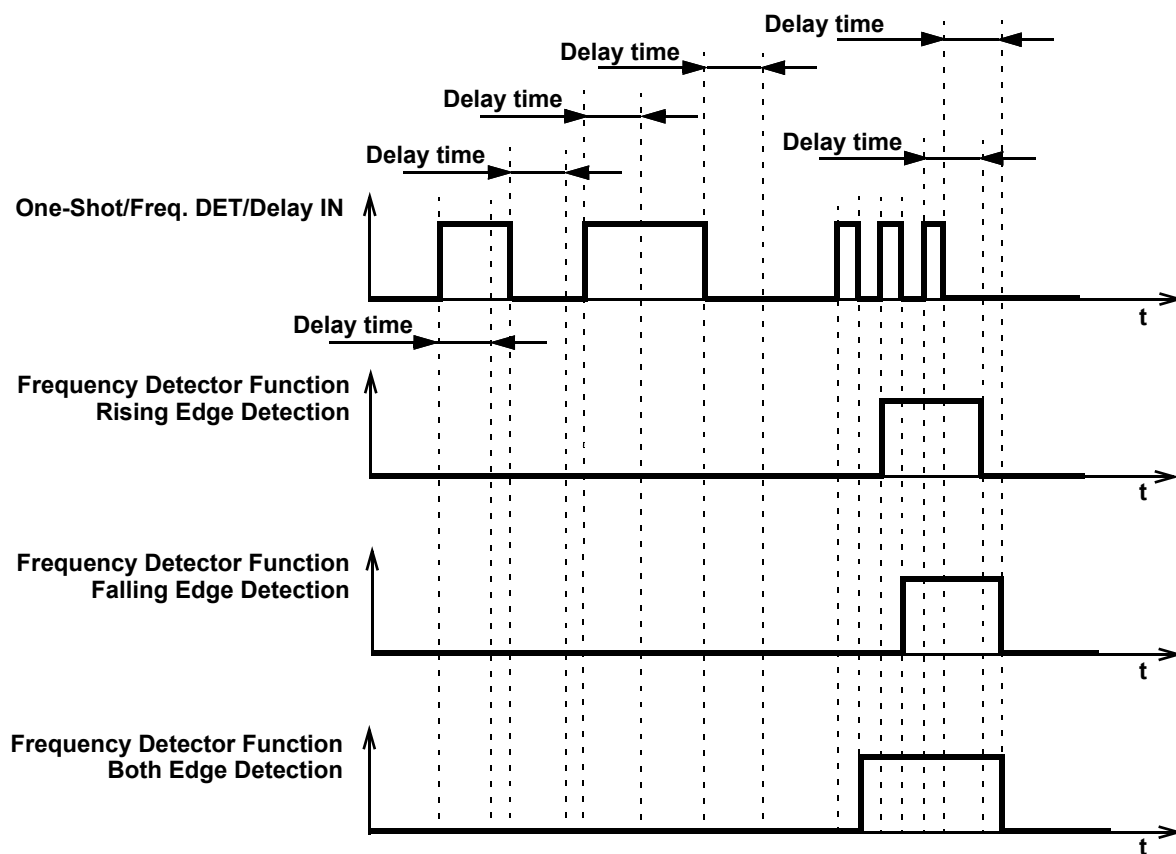 Delay time
Delay time
Delay time
Delay time
Delay time
One-Shot/Freq. DET/Delay IN
t
Delay time
Frequency Detector Function
Rising Edge Detection
t
Frequency Detector Function
Falling Edge Detection
t
Frequency Detector Function
Both Edge Detection
t